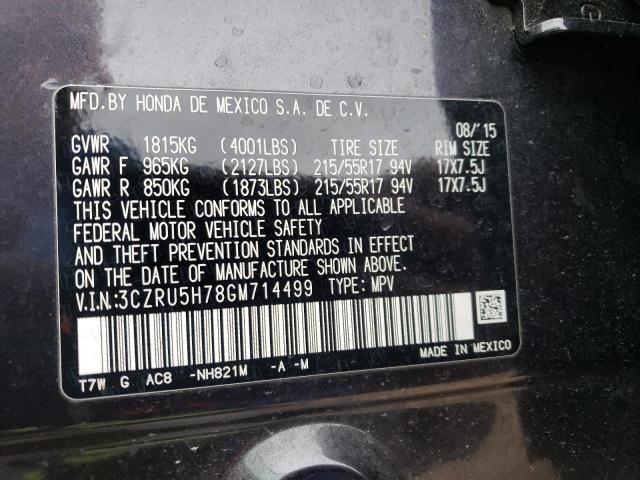 MFD.BY HONDA DE MEXICO S.A. DE C.V.
08/'15
GVWR 1815KG (4001LBS) TIRE SIZE RIM SIZE
GAWR F 965KG (2127LBS) 215/55R17 94V 17X7.5J
GAWR R 850KG (1873LBS) 215/55R17 94V 17X7.5J
THIS VEHICLE CONFORMS TO ALL APPLICABLE
FEDERAL MOTOR VEHICLE SAFETY
AND THEFT PREVENTION STANDARDS IN EFFECT
ON THE DATE OF MANUFACTURE SHOWN ABOVE.
V.I.N.:3CZRU5H78GM714499 TYPE: MPV
MADE IN MEXICO
T7W G AC8 -NH821M -A -M